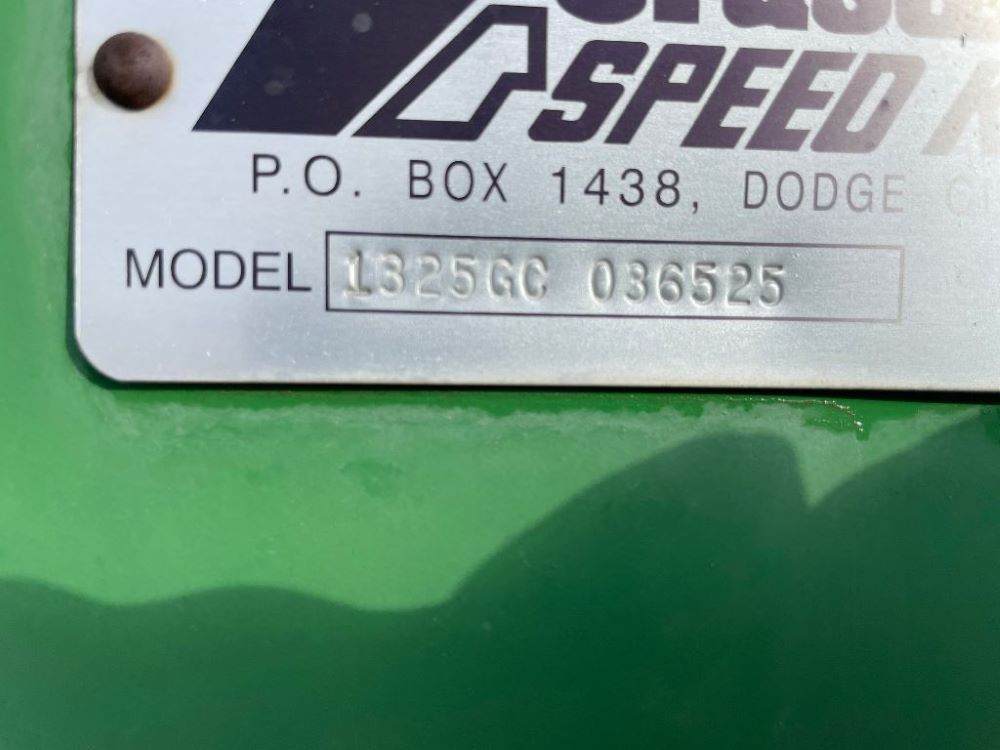 SPEED
P.O. BOX 1438, DODGE
MODEL 1325GC 036525